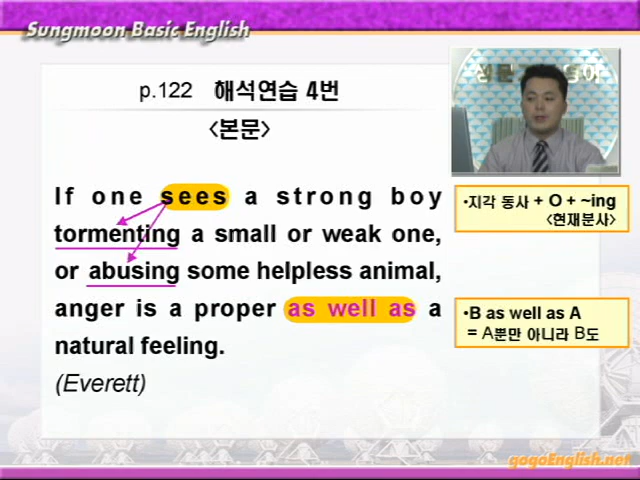 Sungmoon Basic English
p.122 해석연습 4번
<본문>
If one sees a strong boy
tormenting a small or weak one,
or abusing some helpless animal,
anger is a proper as well as a
natural feeling.
(Everett)
•지각 동사 + O + ~ing
<현재분사>
•B as well as A
= A뿐만 아니라 B도
gogoEnglish.net